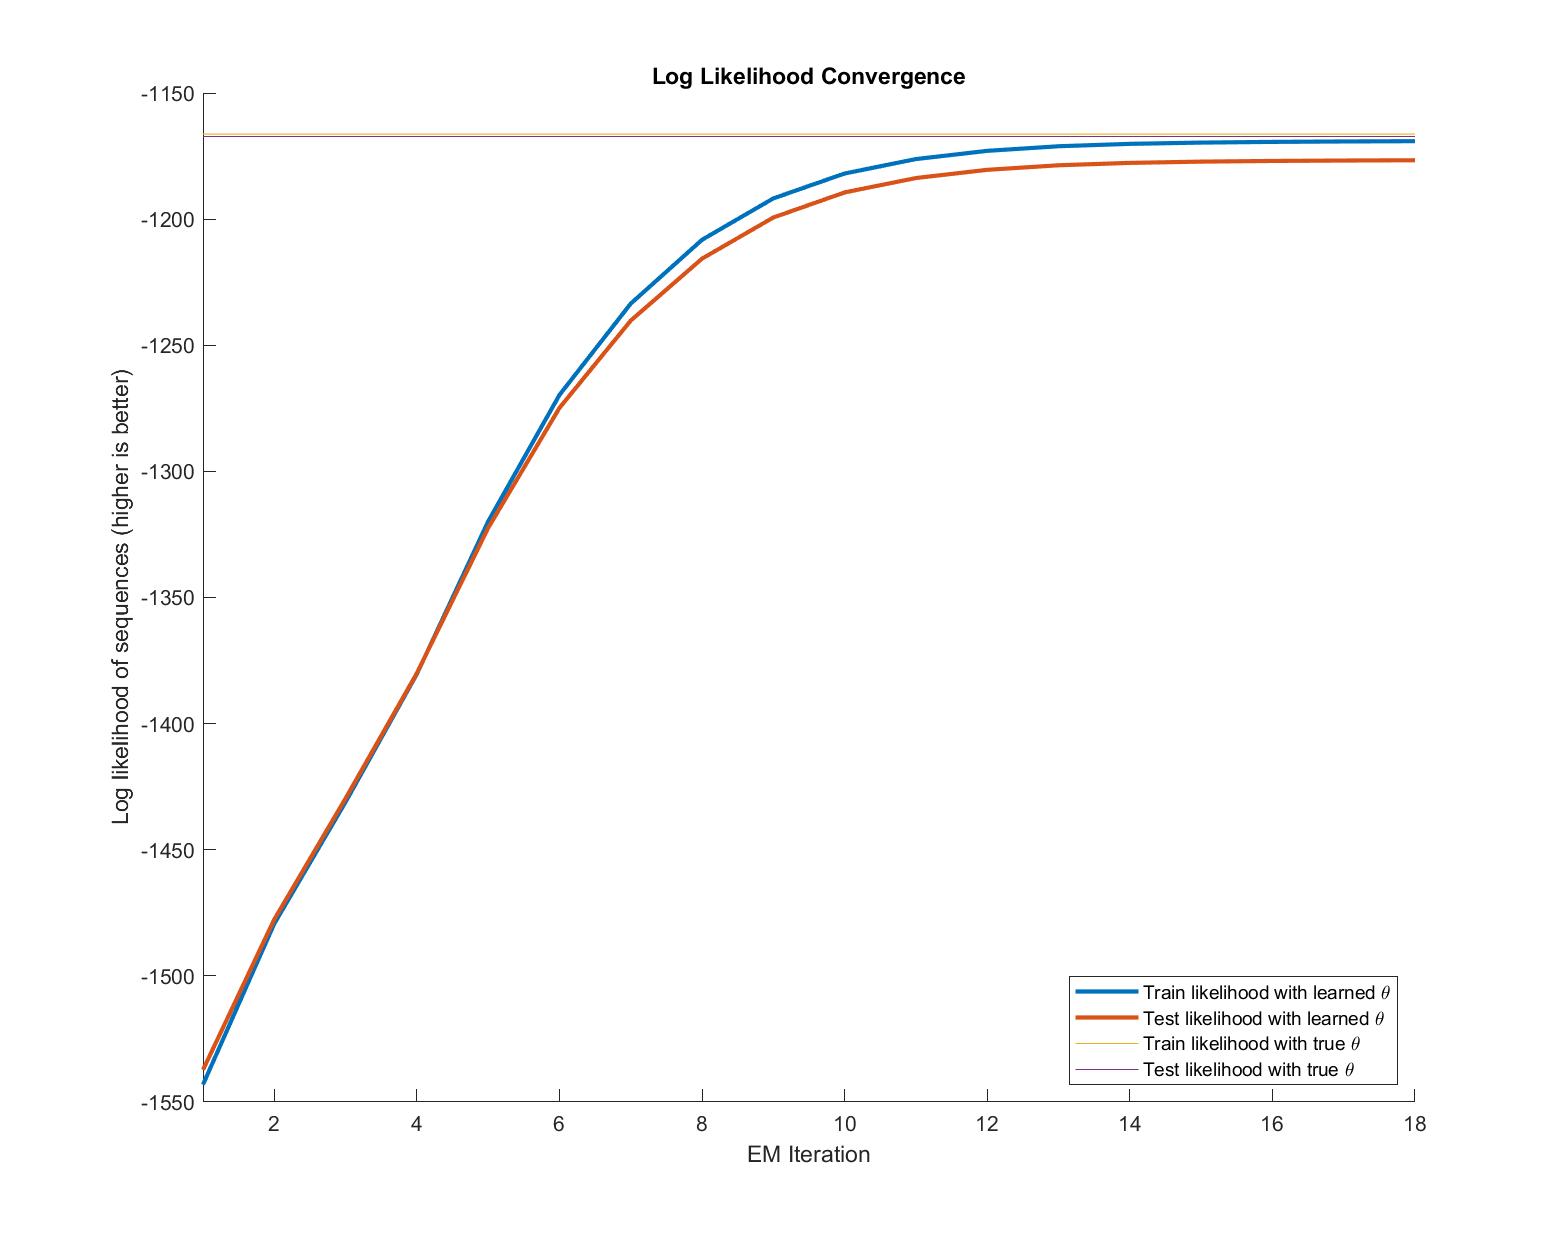 Log Likelihood Convergence
Log likelihood of sequences (higher is better)
-1150
-1200
-1250
-1300
-1350
-1400
-1450
-1500
-1550
Train likelihood with learned θ
Test likelihood with learned θ
Train likelihood with true θ
Test likelihood with true θ
2 4 6 8 10 12 14 16 18
EM Iteration